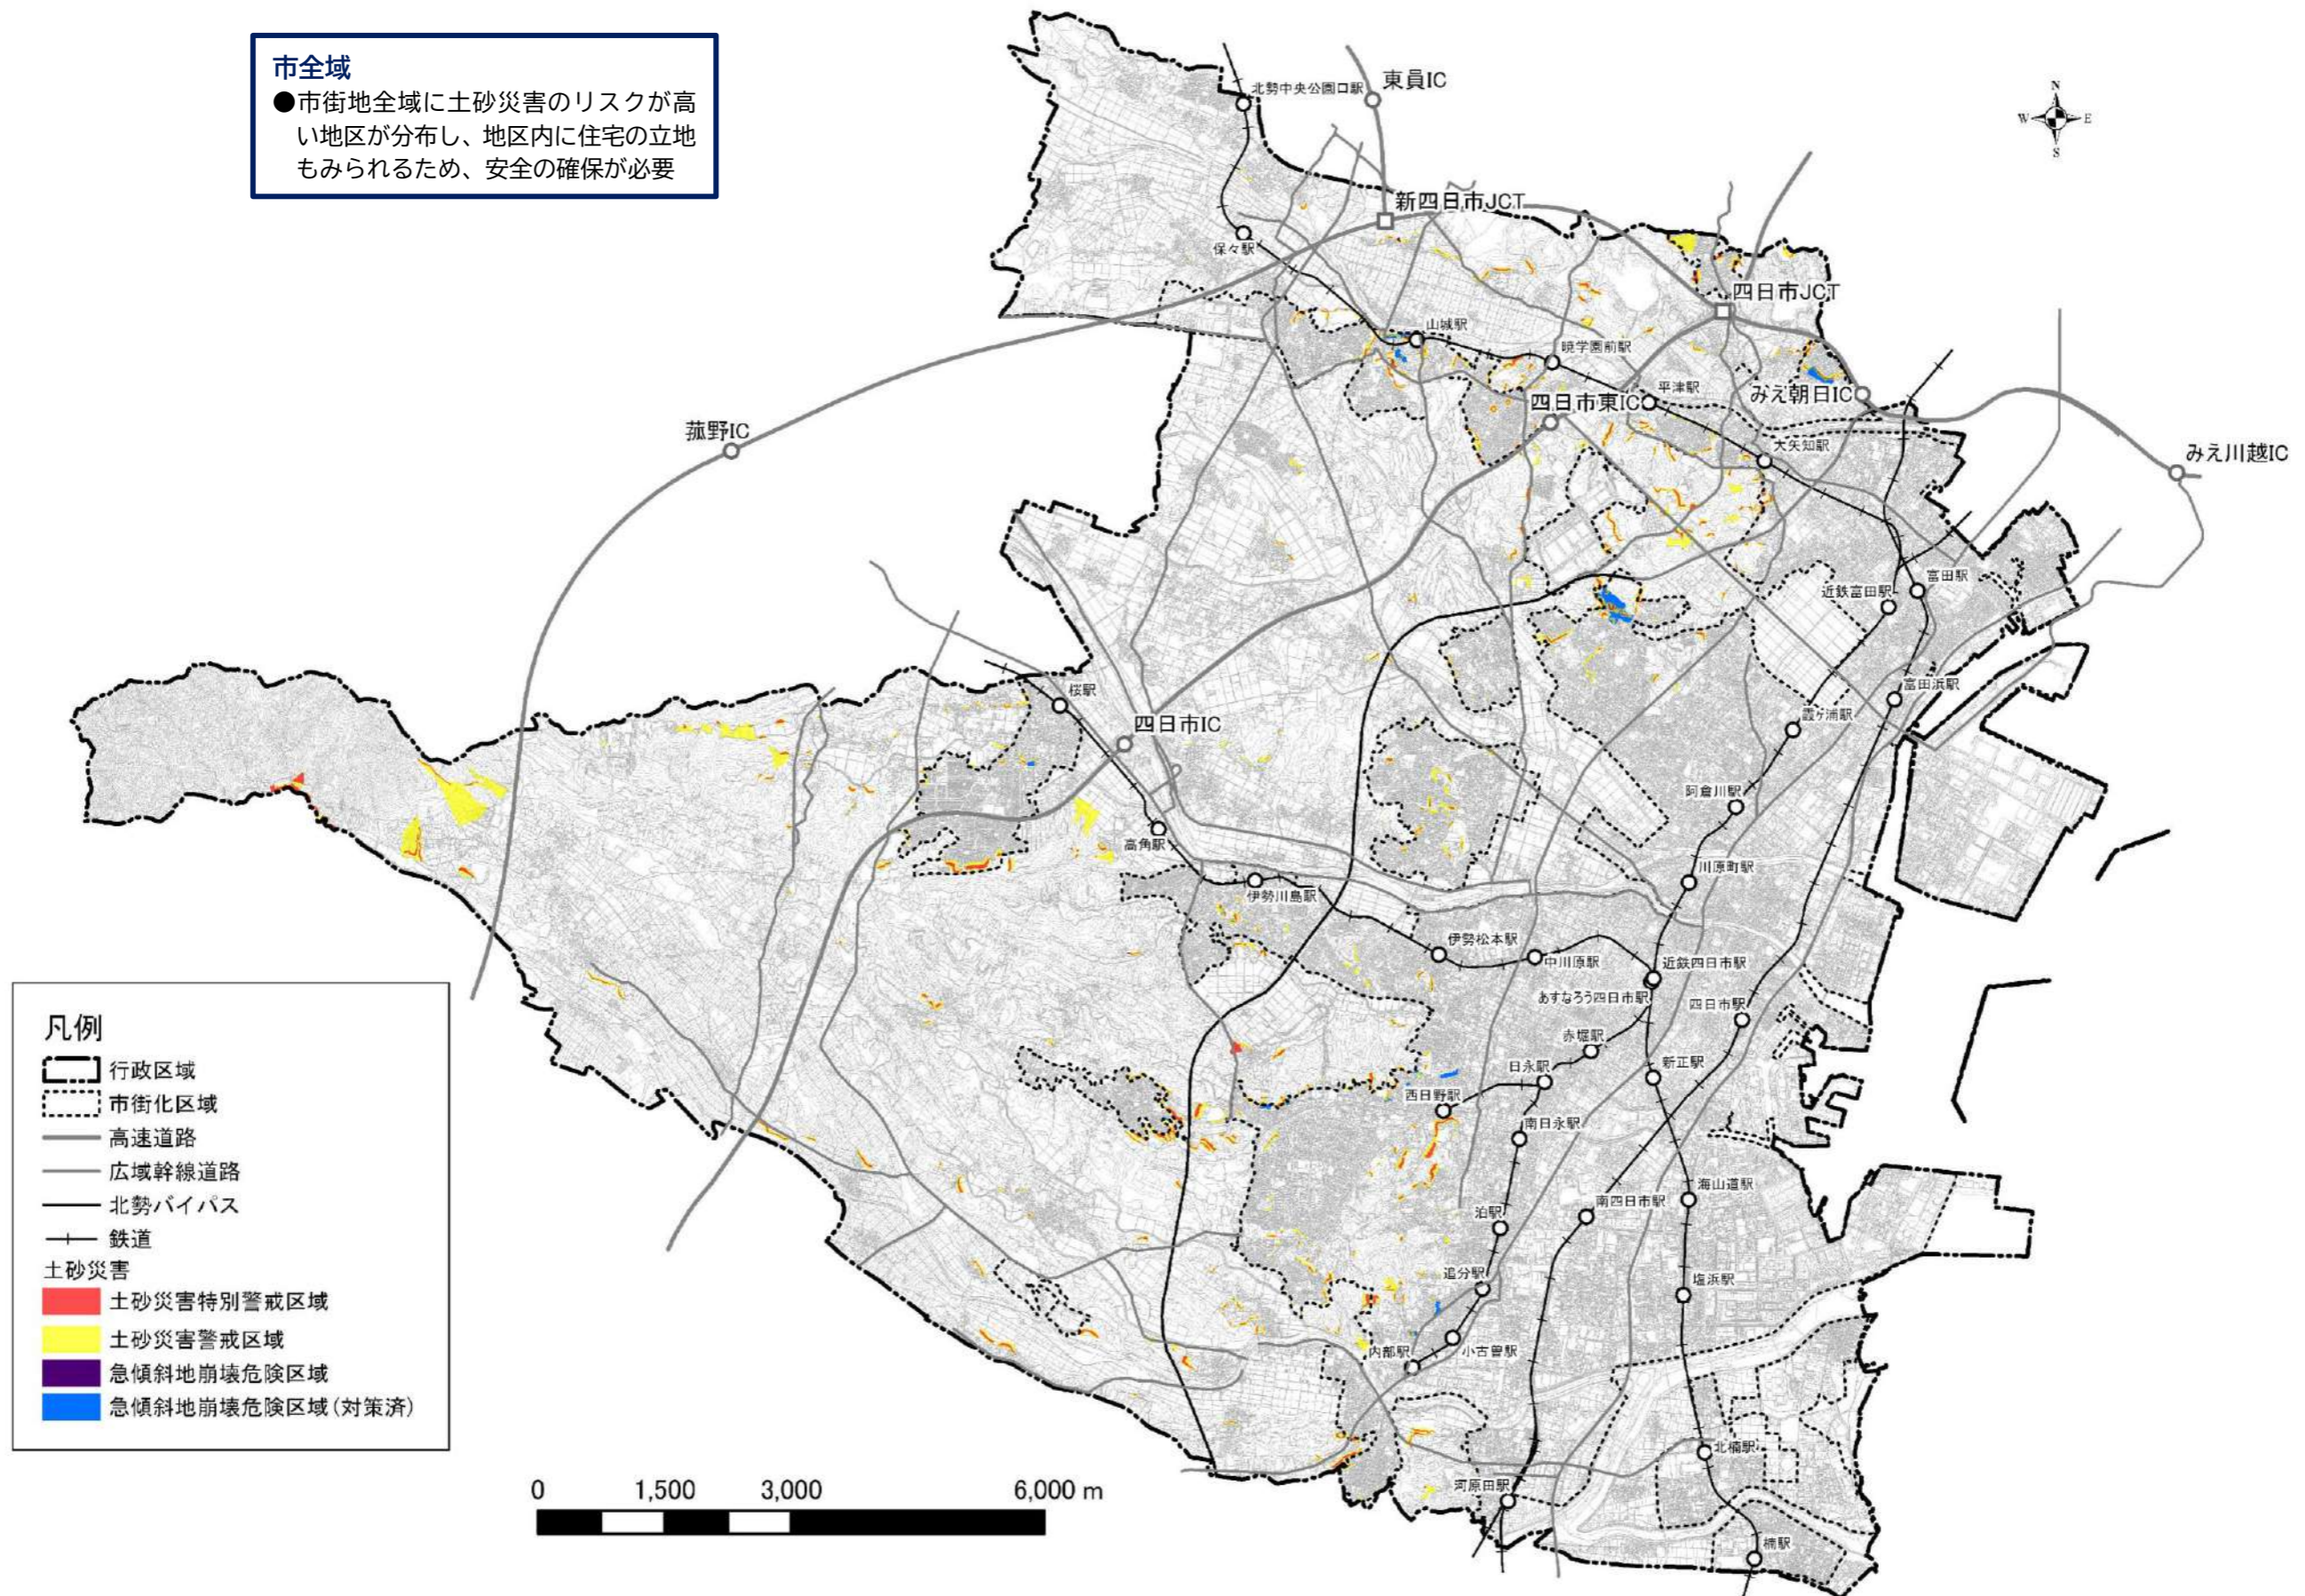 市全域
●市街地全域に土砂災害のリスクが高
い地区が分布し、地区内に住宅の立地
もみられるため、安全の確保が必要
N
W
E
S
北勢中央公園口駅
東員IC
新四日市JCT
保々駅
四日市JCT
山城駅
暁学園前駅
平津駅
みえ朝日IC
四日市東IC
菰野IC
大矢知駅
みえ川越IC
富田駅
近鉄富田駅
桜駅
富田浜駅
四日市IC
霞ヶ浦駅
阿倉川駅
高角駅
川原町駅
伊勢川島駅
伊勢松本駅
中川原駅
近鉄四日市駅
あすなろう四日市駅
四日市駅
赤堀駅
日永駅
新正駅
西日野駅
南日永駅
海山道駅
南四日市駅
泊駅
追分駅
塩浜駅
内部駅
小古曽駅
北楠駅
河原田駅
楠駅
凡例
行政区域
市街化区域
高速道路
広域幹線道路
北勢バイパス
鉄道
土砂災害
土砂災害特別警戒区域
土砂災害警戒区域
急傾斜地崩壊危険区域
急傾斜地崩壊危険区域(対策済)
0 1,500 3,000 6,000 m